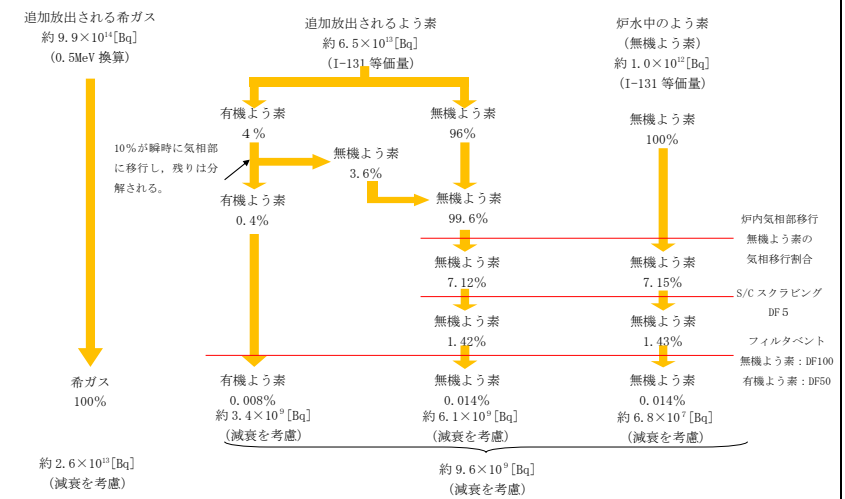 追加放出される希ガス
約 9.9×10¹⁴[Bq]
(0.5MeV 換算)
10%が瞬時に気相部
に移行し，残りは分
解される。
希ガス
100%
約 2.6×10¹³[Bq]
(減衰を考慮)
追加放出されるよう素
約 6.5×10¹³[Bq]
(I-131 等価量)
有機よう素
４％
無機よう素
96%
無機よう素
3.6%
有機よう素
0.4%
無機よう素
99.6%
無機よう素
7.12%
無機よう素
1.42%
有機よう素
0.008%
約 3.4×10⁹[Bq]
(減衰を考慮)
無機よう素
0.014%
約 6.1×10⁹[Bq]
(減衰を考慮)
炉水中のよう素
(無機よう素)
約 1.0×10¹²[Bq]
(I-131 等価量)
無機よう素
100%
無機よう素
7.15%
無機よう素
1.43%
無機よう素
0.014%
約 6.8×10⁷[Bq]
(減衰を考慮)
約 9.6×10⁹[Bq]
(減衰を考慮)
炉内気相部移行
無機よう素の
気相移行割合
S/C スクラビング
DF５
フィルタベント
無機よう素：DF100
有機よう素：DF50